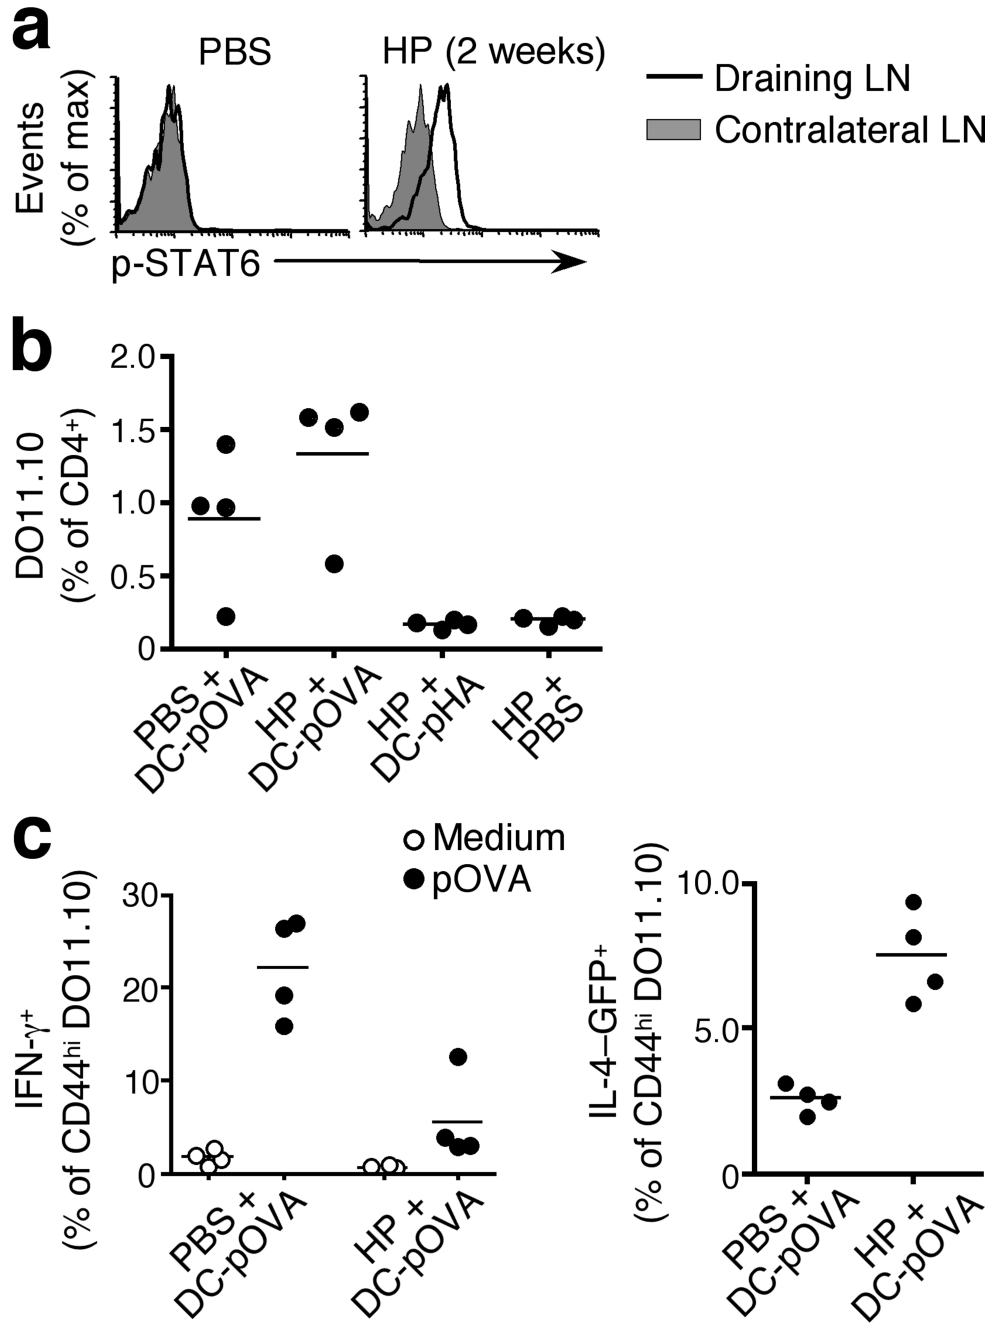 a
PBS
HP (2 weeks)
Draining LN
Contralateral LN
Events
(% of max)
p-STAT6
b
DO11.10
(% of CD4⁺)
2.0
1.5
1.0
0.5
0
PBS +
DC-pOVA
HP +
DC-pOVA
HP +
DC-pHA
HP +
PBS
c
Medium
pOVA
IFN-γ⁺
(% of CD44ʰⁱ DO11.10)
30
20
10
0
PBS +
DC-pOVA
HP +
DC-pOVA
IL-4–GFP⁺
(% of CD44ʰⁱ DO11.10)
10.0
5.0
0
PBS +
DC-pOVA
HP +
DC-pOVA